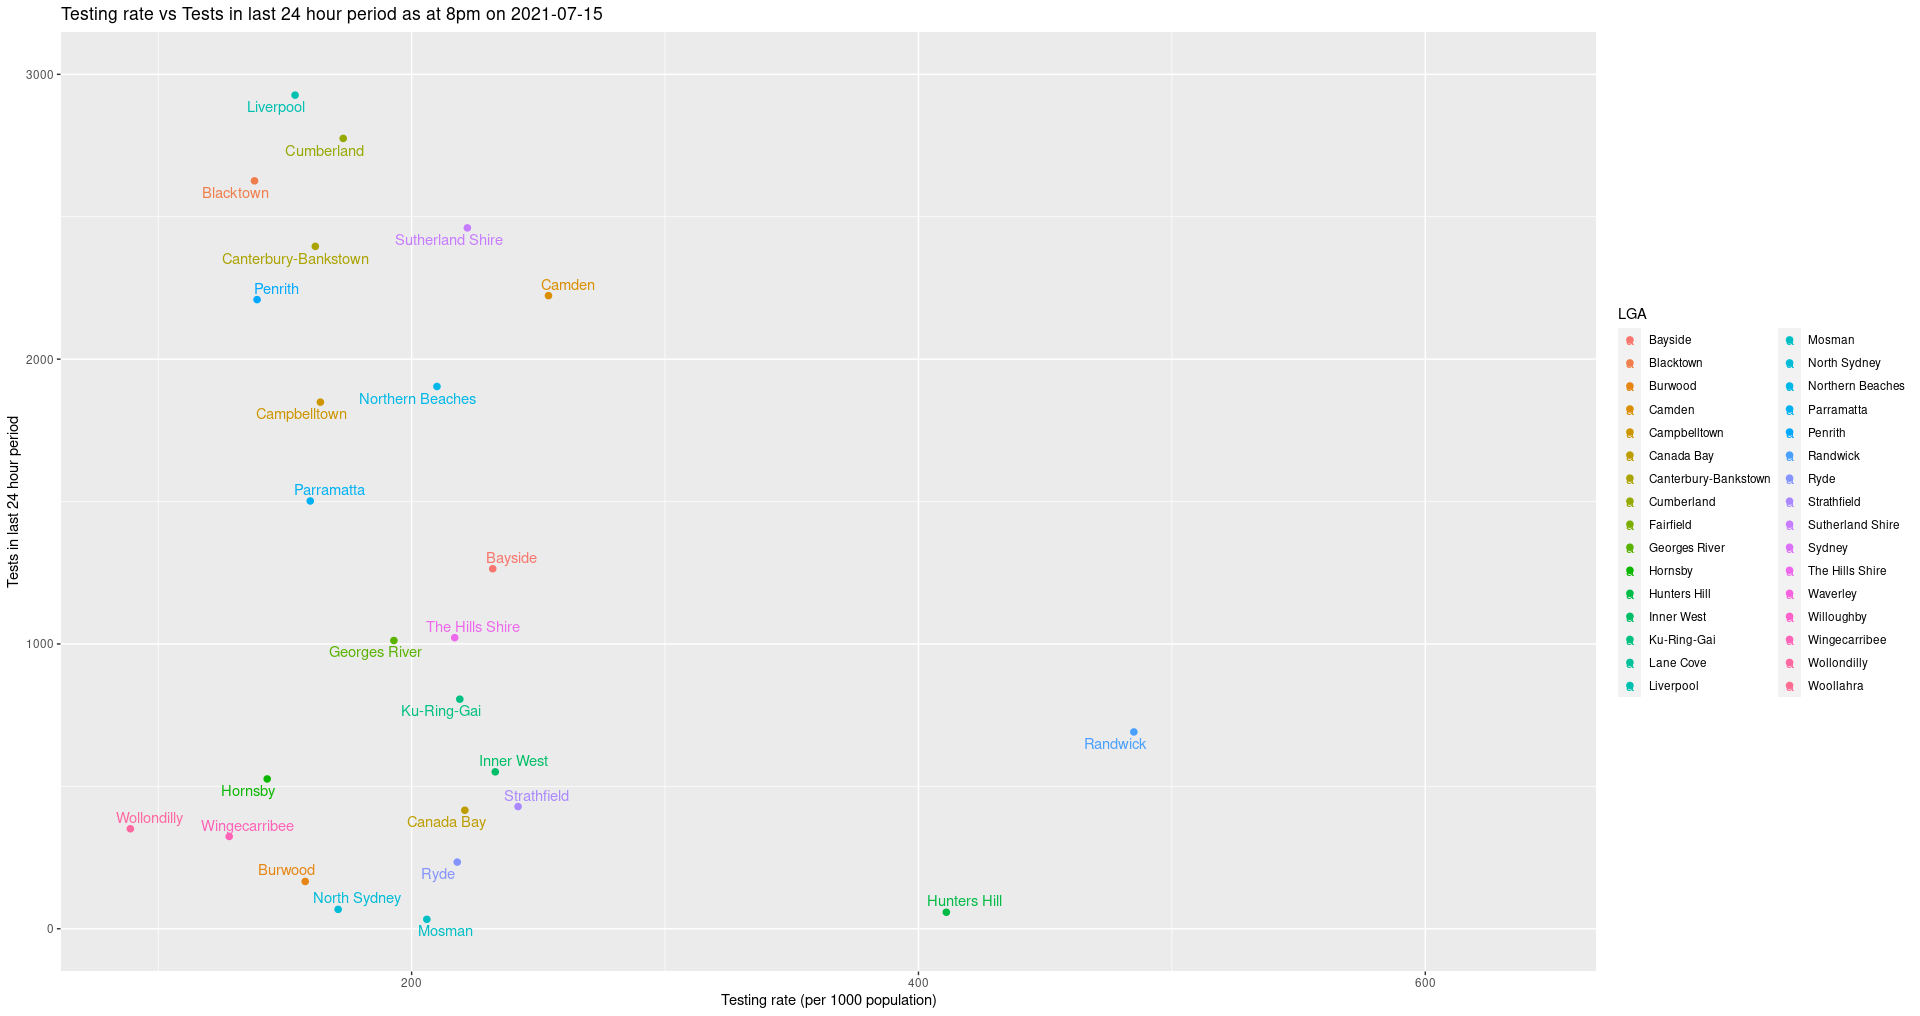 Testing rate vs Tests in last 24 hour period as at 8pm on 2021-07-15
3000
2000
1000
0
Tests in last 24 hour period
Liverpool
Cumberland
Blacktown
Sutherland Shire
Canterbury-Bankstown
Camden
Penrith
Northern Beaches
Campbelltown
Parramatta
Bayside
The Hills Shire
Georges River
Ku-Ring-Gai
Randwick
Inner West
Hornsby
Strathfield
Wollondilly
Canada Bay
Wingecarribee
Burwood
Ryde
North Sydney
Hunters Hill
Mosman
200
400
600
Testing rate (per 1000 population)
LGA
Bayside
Blacktown
Burwood
Camden
Campbelltown
Canada Bay
Canterbury-Bankstown
Cumberland
Fairfield
Georges River
Hornsby
Hunters Hill
Inner West
Ku-Ring-Gai
Lane Cove
Liverpool
Mosman
North Sydney
Northern Beaches
Parramatta
Penrith
Randwick
Ryde
Strathfield
Sutherland Shire
Sydney
The Hills Shire
Waverley
Willoughby
Wingecarribee
Wollondilly
Woollahra